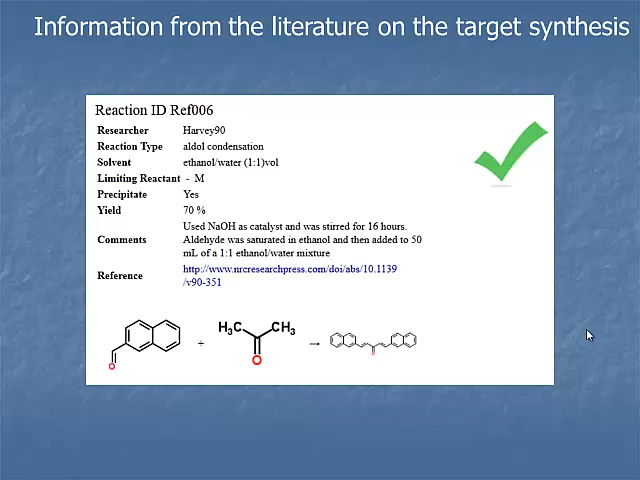 Information from the literature on the target synthesis
Reaction ID Ref006
Researcher Harvey90
Reaction Type aldol condensation
Solvent ethanol/water (1:1)vol
Limiting Reactant - M
Precipitate Yes
Yield 70 %
Comments Used NaOH as catalyst and was stirred for 16 hours.
Aldehyde was saturated in ethanol and then added to 50
mL of a 1:1 ethanol/water mixture
Reference http://www.nrcresearchpress.com/doi/abs/10.1139
/v90-351
H3C CH3
+ →
O O O